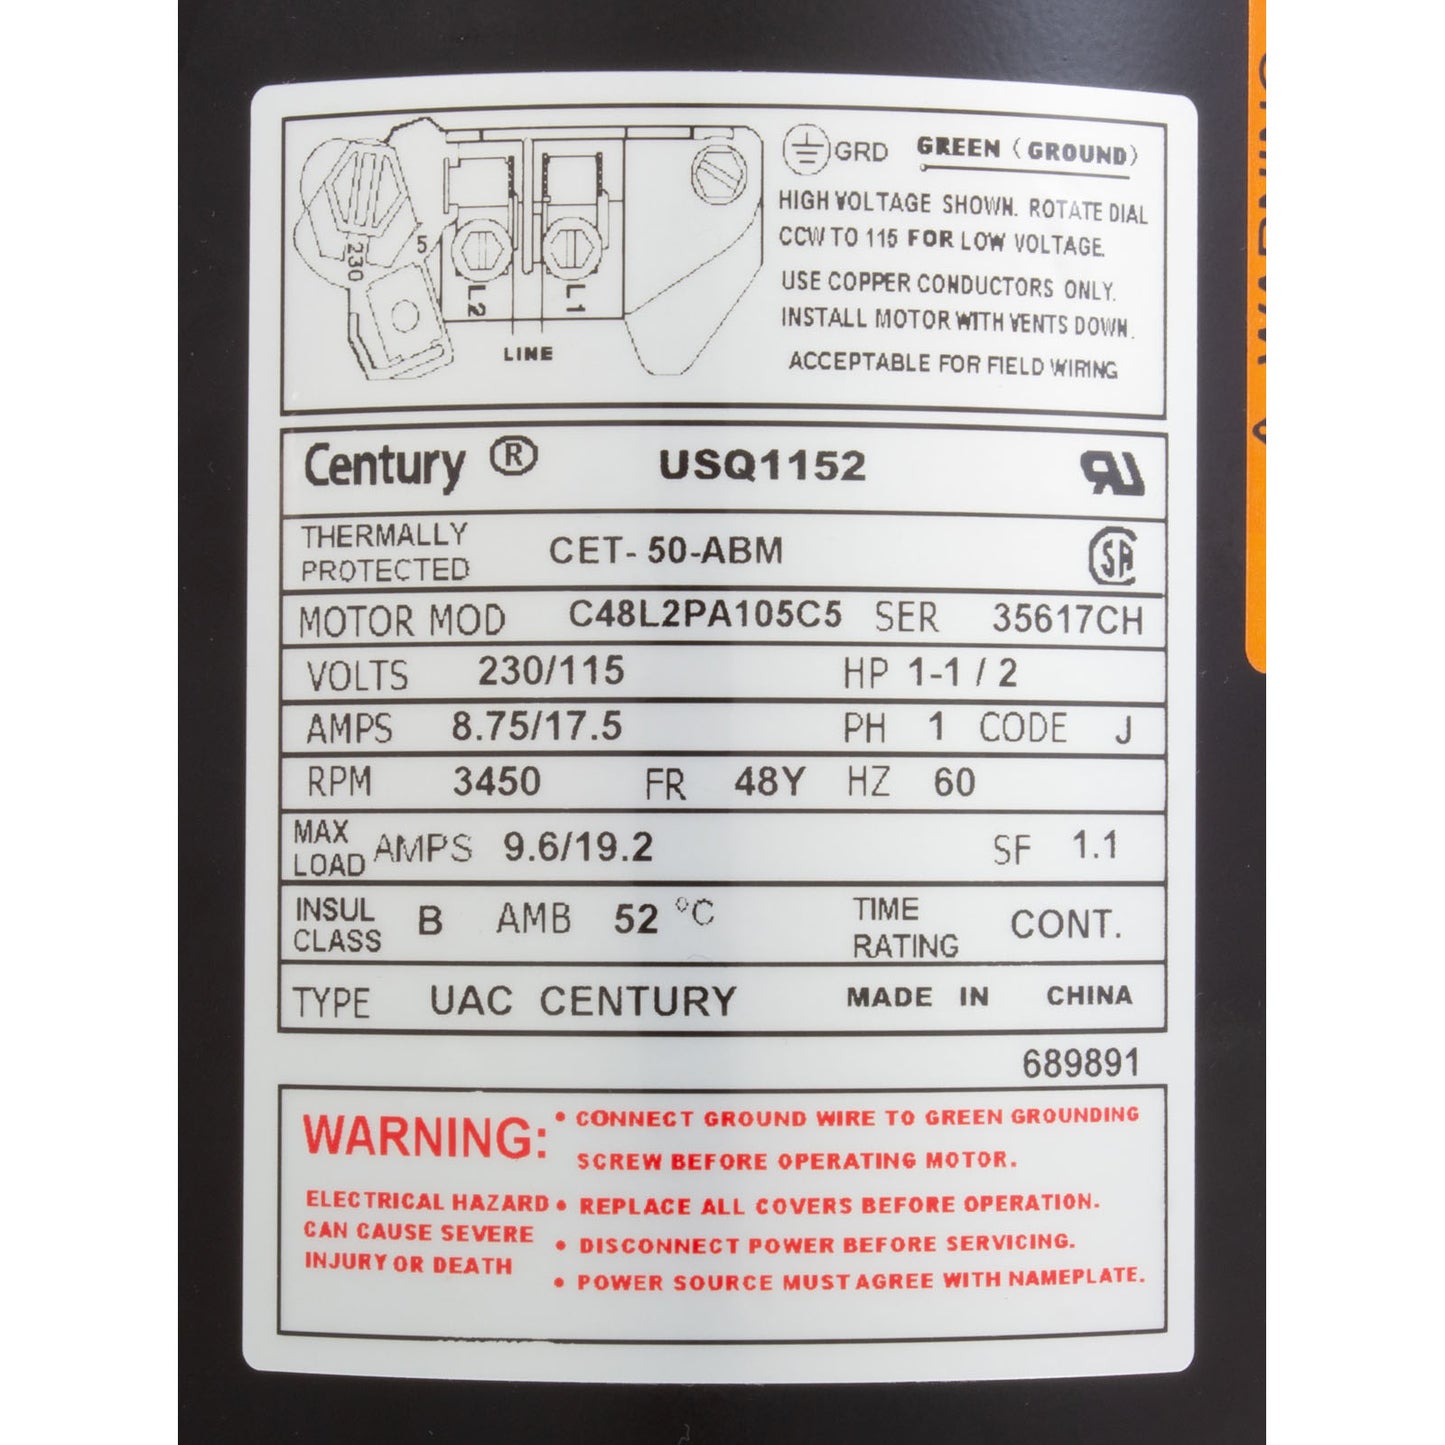 GRD GREEN (GROUND)
HIGH VOLTAGE SHOWN. ROTATE DIAL
CCW TO 115 FOR LOW VOLTAGE.
USE COPPER CONDUCTORS ONLY.
INSTALL MOTOR WITH VENTS DOWN.
ACCEPTABLE FOR FIELD WIRING
230
5
L2 L1
LINE
Century ® USQ1152
THERMALLY
PROTECTED CET-50-ABM
MOTOR MOD C48L2PA105C5 SER 35617CH
VOLTS 230/115 HP 1-1/2
AMPS 8.75/17.5 PH 1 CODE J
RPM 3450 FR 48Y HZ 60
MAX
LOAD AMPS 9.6/19.2 SF 1.1
INSUL
CLASS B AMB 52 °C TIME
RATING CONT.
TYPE UAC CENTURY MADE IN CHINA
689891
WARNING:
ELECTRICAL HAZARD
CAN CAUSE SEVERE
INJURY OR DEATH
• CONNECT GROUND WIRE TO GREEN GROUNDING
SCREW BEFORE OPERATING MOTOR.
• REPLACE ALL COVERS BEFORE OPERATION.
• DISCONNECT POWER BEFORE SERVICING.
• POWER SOURCE MUST AGREE WITH NAMEPLATE.
WARNING